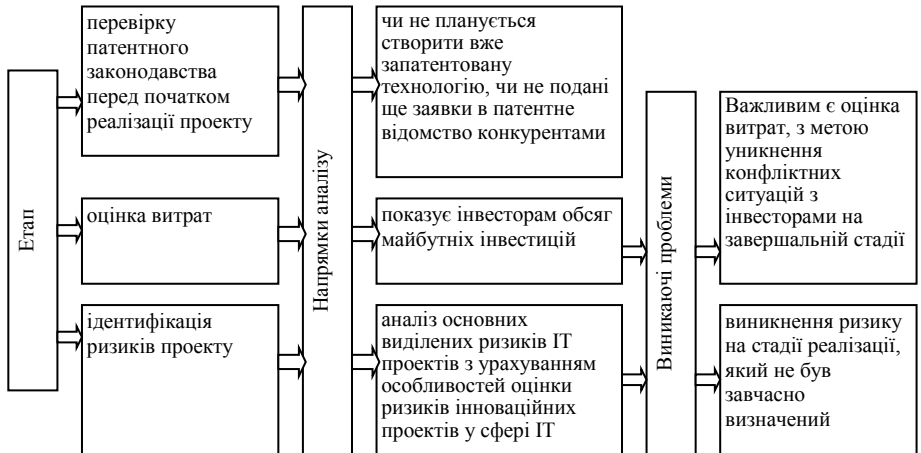 Етап
перевірку
патентного
законодавства
перед початком
реалізації проекту
оцінка витрат
ідентифікація
ризиків проекту
Напрямки аналізу
чи не планується
створити вже
запатентовану
технологію, чи не подані
ще заявки в патентне
відомство конкурентами
показує інвесторам обсяг
майбутніх інвестицій
аналіз основних
виділених ризиків ІТ
проектів з урахуванням
особливостей оцінки
ризиків інноваційних
проектів у сфері ІТ
Виникаючі проблеми
Важливим є оцінка
витрат, з метою
уникнення
конфліктних
ситуацій з
інвесторами на
завершальній стадії
виникнення ризику
на стадії реалізації,
який не був
завчасно
визначений